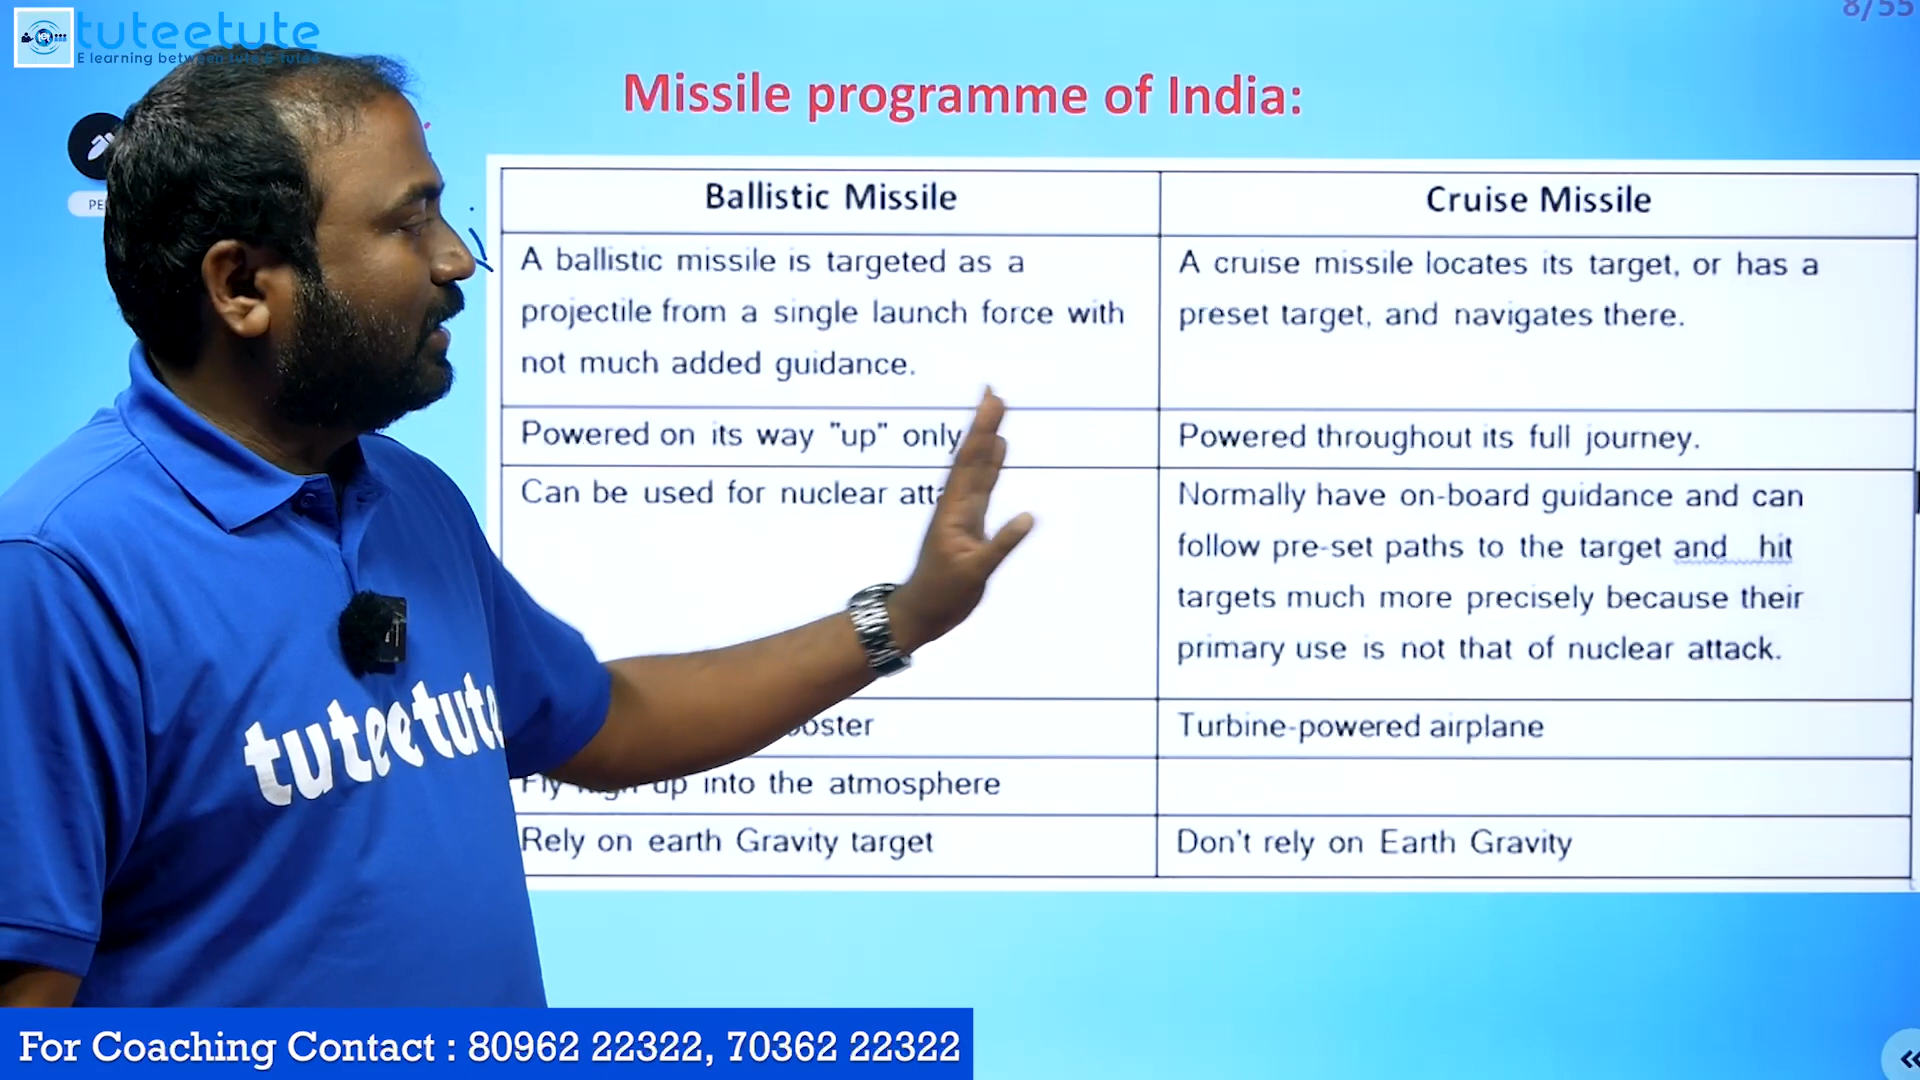 tuteetute
E learning between tute & tutee
8/55
Missile programme of India:
Ballistic Missile
Cruise Missile
A ballistic missile is targeted as a
projectile from a single launch force with
not much added guidance.
A cruise missile locates its target, or has a
preset target, and navigates there.
Powered on its way "up" only
Powered throughout its full journey.
Can be used for nuclear
Normally have on-board guidance and can
follow pre-set paths to the target and hit
targets much more precisely because their
primary use is not that of nuclear attack.
Turbine-powered airplane
Fly high up into the atmosphere
Rely on earth Gravity target
Don't rely on Earth Gravity
tuteetute
For Coaching Contact : 80962 22322, 70362 22322